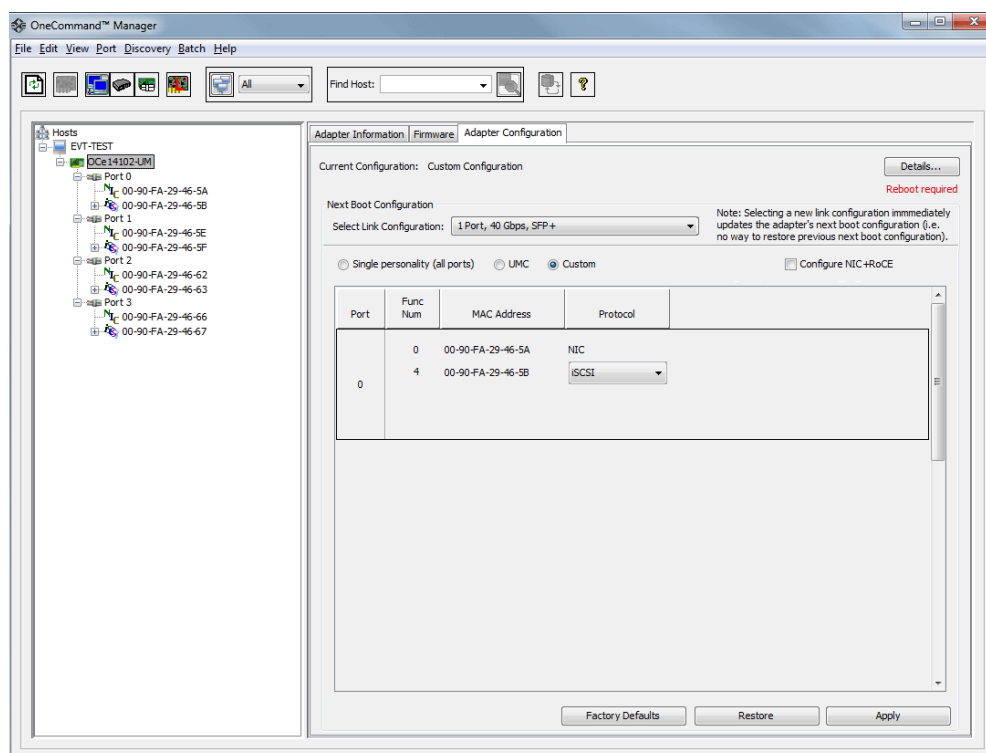 OneCommand™ Manager
File Edit View Port Discovery Batch Help
All
Find Host:
Hosts
EVT-TEST
OCe14102-UM
Port 0
00-90-FA-29-46-5A
00-90-FA-29-46-5B
Port 1
00-90-FA-29-46-5E
00-90-FA-29-46-5F
Port 2
00-90-FA-29-46-62
00-90-FA-29-46-63
Port 3
00-90-FA-29-46-66
00-90-FA-29-46-67
Adapter Information Firmware Adapter Configuration
Current Configuration: Custom Configuration
Details...
Reboot required
Next Boot Configuration
Select Link Configuration: 1 Port, 40 Gbps, SFP+
Note: Selecting a new link configuration immmediately
updates the adapter's next boot configuration (i.e.
no way to restore previous next boot configuration).
Single personality (all ports) UMC Custom Configure NIC+RoCE
Port Func Num MAC Address Protocol
0
0 00-90-FA-29-46-5A NIC
4 00-90-FA-29-46-5B iSCSI
Factory Defaults Restore Apply